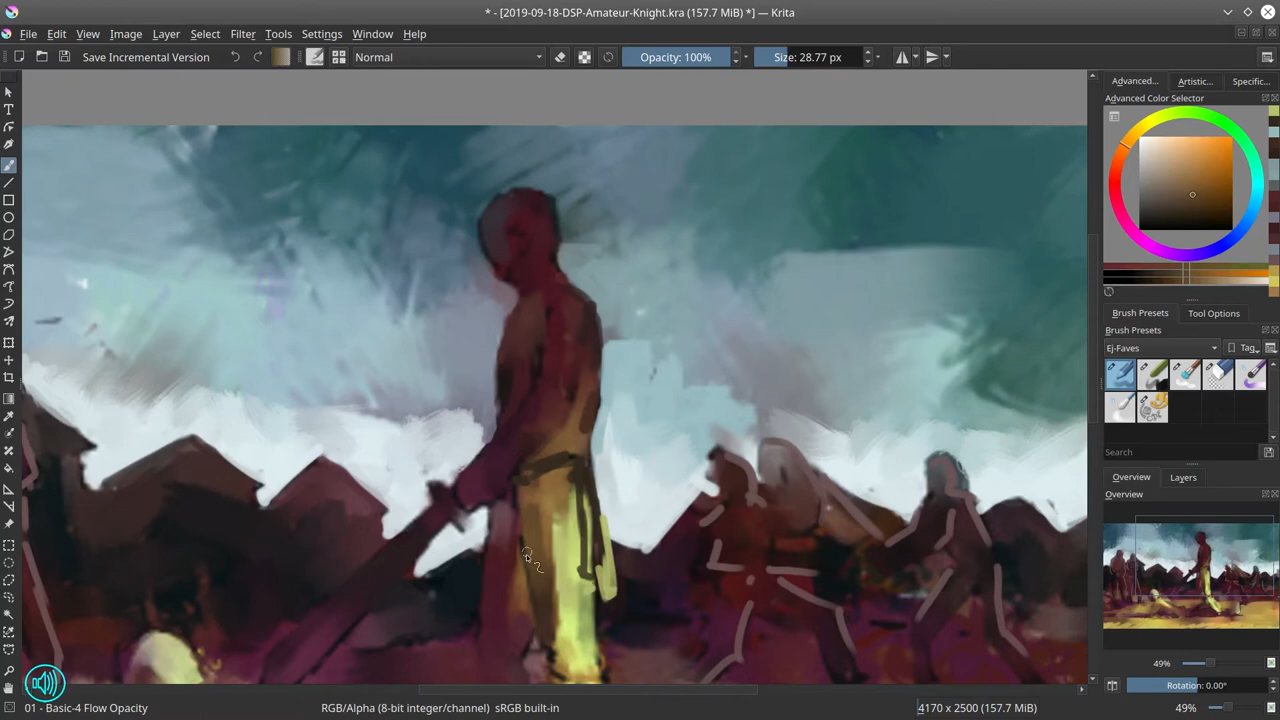 * - [2019-09-18-DSP-Amateur-Knight.kra (157.7 MiB) *] — Krita
File Edit View Image Layer Select Filter Tools Settings Window Help
Save Incremental Version Normal Opacity: 100% Size: 28.77 px
Advanced... Artistic... Specific...
Advanced Color Selector
Brush Presets Tool Options
Brush Presets
Ej-Faves Tag
Search
Overview Layers
Overview
49%
Rotation: 0.00°
01 - Basic-4 Flow Opacity RGB/Alpha (8-bit integer/channel) sRGB built-in 4170 x 2500 (157.7 MiB) 49%